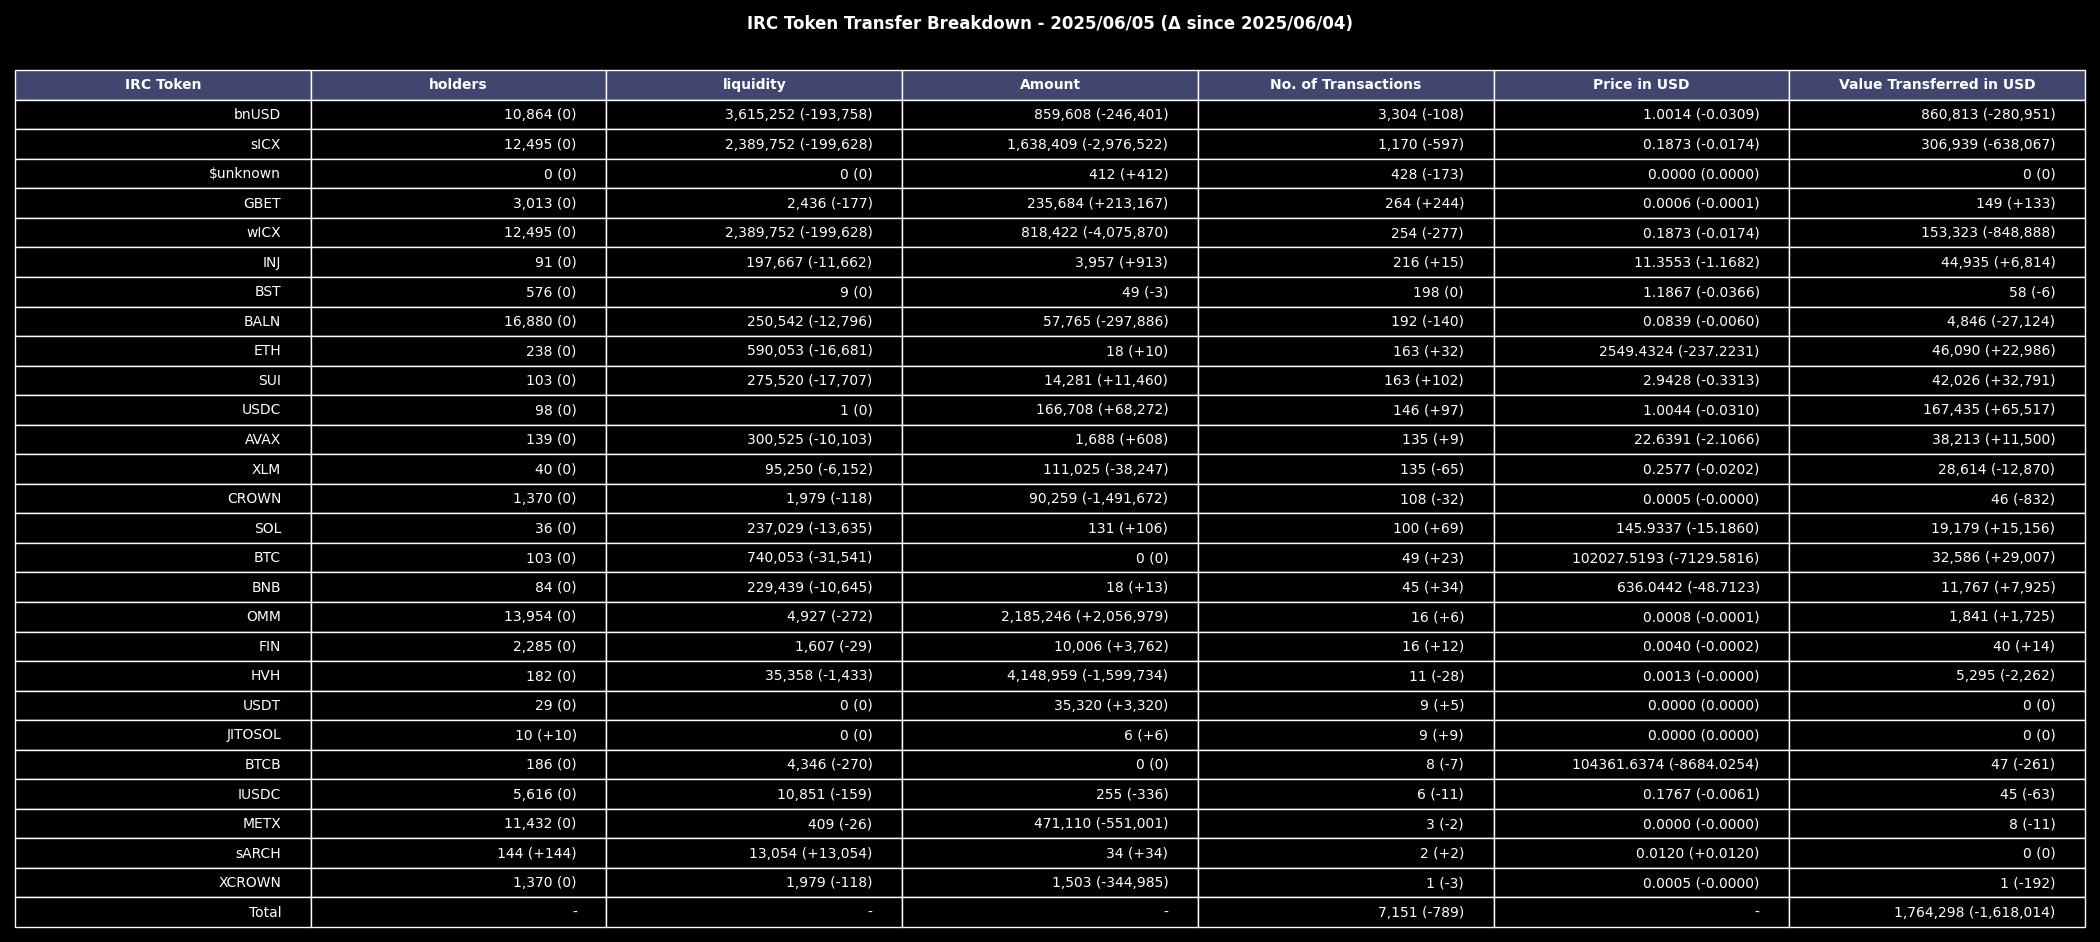 IRC Token Transfer Breakdown - 2025/06/05 (Δ since 2025/06/04)
IRC Token holders liquidity Amount No. of Transactions Price in USD Value Transferred in USD
bnUSD 10,864 (0) 3,615,252 (-193,758) 859,608 (-246,401) 3,304 (-108) 1.0014 (-0.0309) 860,813 (-280,951)
sICX 12,495 (0) 2,389,752 (-199,628) 1,638,409 (-2,976,522) 1,170 (-597) 0.1873 (-0.0174) 306,939 (-638,067)
$unknown 0 (0) 0 (0) 412 (+412) 428 (-173) 0.0000 (0.0000) 0 (0)
GBET 3,013 (0) 2,436 (-177) 235,684 (+213,167) 264 (+244) 0.0006 (-0.0001) 149 (+133)
wICX 12,495 (0) 2,389,752 (-199,628) 818,422 (-4,075,870) 254 (-277) 0.1873 (-0.0174) 153,323 (-848,888)
INJ 91 (0) 197,667 (-11,662) 3,957 (+913) 216 (+15) 11.3553 (-1.1682) 44,935 (+6,814)
BST 576 (0) 9 (0) 49 (-3) 198 (0) 1.1867 (-0.0366) 58 (-6)
BALN 16,880 (0) 250,542 (-12,796) 57,765 (-297,886) 192 (-140) 0.0839 (-0.0060) 4,846 (-27,124)
ETH 238 (0) 590,053 (-16,681) 18 (+10) 163 (+32) 2549.4324 (-237.2231) 46,090 (+22,986)
SUI 103 (0) 275,520 (-17,707) 14,281 (+11,460) 163 (+102) 2.9428 (-0.3313) 42,026 (+32,791)
USDC 98 (0) 1 (0) 166,708 (+68,272) 146 (+97) 1.0044 (-0.0310) 167,435 (+65,517)
AVAX 139 (0) 300,525 (-10,103) 1,688 (+608) 135 (+9) 22.6391 (-2.1066) 38,213 (+11,500)
XLM 40 (0) 95,250 (-6,152) 111,025 (-38,247) 135 (-65) 0.2577 (-0.0202) 28,614 (-12,870)
CROWN 1,370 (0) 1,979 (-118) 90,259 (-1,491,672) 108 (-32) 0.0005 (-0.0000) 46 (-832)
SOL 36 (0) 237,029 (-13,635) 131 (+106) 100 (+69) 145.9337 (-15.1860) 19,179 (+15,156)
BTC 103 (0) 740,053 (-31,541) 0 (0) 49 (+23) 102027.5193 (-7129.5816) 32,586 (+29,007)
BNB 84 (0) 229,439 (-10,645) 18 (+13) 45 (+34) 636.0442 (-48.7123) 11,767 (+7,925)
OMM 13,954 (0) 4,927 (-272) 2,185,246 (+2,056,979) 16 (+6) 0.0008 (-0.0001) 1,841 (+1,725)
FIN 2,285 (0) 1,607 (-29) 10,006 (+3,762) 16 (+12) 0.0040 (-0.0002) 40 (+14)
HVH 182 (0) 35,358 (-1,433) 4,148,959 (-1,599,734) 11 (-28) 0.0013 (-0.0000) 5,295 (-2,262)
USDT 29 (0) 0 (0) 35,320 (+3,320) 9 (+5) 0.0000 (0.0000) 0 (0)
JITOSOL 10 (+10) 0 (0) 6 (+6) 9 (+9) 0.0000 (0.0000) 0 (0)
BTCB 186 (0) 4,346 (-270) 0 (0) 8 (-7) 104361.6374 (-8684.0254) 47 (-261)
IUSDC 5,616 (0) 10,851 (-159) 255 (-336) 6 (-11) 0.1767 (-0.0061) 45 (-63)
METX 11,432 (0) 409 (-26) 471,110 (-551,001) 3 (-2) 0.0000 (-0.0000) 8 (-11)
sARCH 144 (+144) 13,054 (+13,054) 34 (+34) 2 (+2) 0.0120 (+0.0120) 0 (0)
XCROWN 1,370 (0) 1,979 (-118) 1,503 (-344,985) 1 (-3) 0.0005 (-0.0000) 1 (-192)
Total - - - 7,151 (-789) - 1,764,298 (-1,618,014)